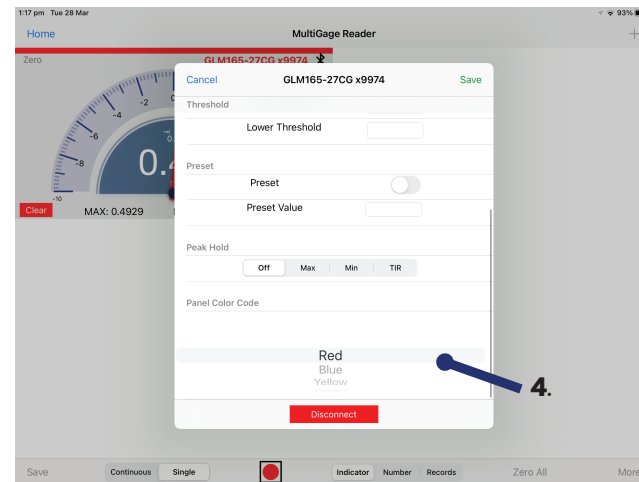 1:17 pm Tue 28 Mar 93%
Home MultiGage Reader +
Zero GLM165-27CG x9974
Cancel GLM165-27CG x9974 Save
Threshold
Lower Threshold
Preset
Preset
Preset Value
Peak Hold
Off Max Min TIR
Panel Color Code
Red
Blue
Yellow
Disconnect
-10
-8
-6
-4
-2
0.
Clear MAX: 0.4929
4.
Save Continuous Single Indicator Number Records Zero All More